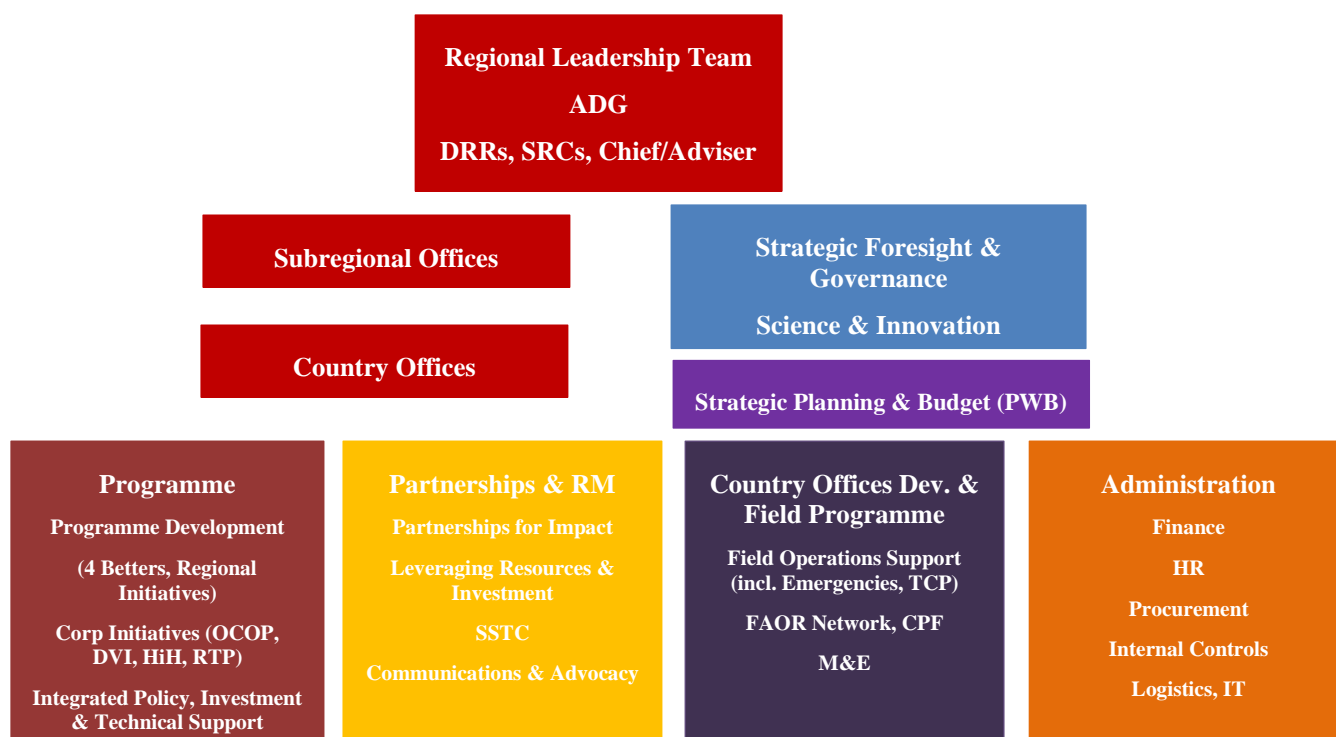 Regional Leadership Team
ADG
DRRs, SRCs, Chief/Adviser
Subregional Offices
Strategic Foresight &
Governance
Science & Innovation
Country Offices
Strategic Planning & Budget (PWB)
Programme
Programme Development
(4 Betters, Regional
Initiatives)
Corp Initiatives (OCOP,
DVI, HiH, RTP)
Integrated Policy, Investment
& Technical Support
Partnerships & RM
Partnerships for Impact
Leveraging Resources &
Investment
SSTC
Communications & Advocacy
Country Offices Dev. &
Field Programme
Field Operations Support
(incl. Emergencies, TCP)
FAOR Network, CPF
M&E
Administration
Finance
HR
Procurement
Internal Controls
Logistics, IT